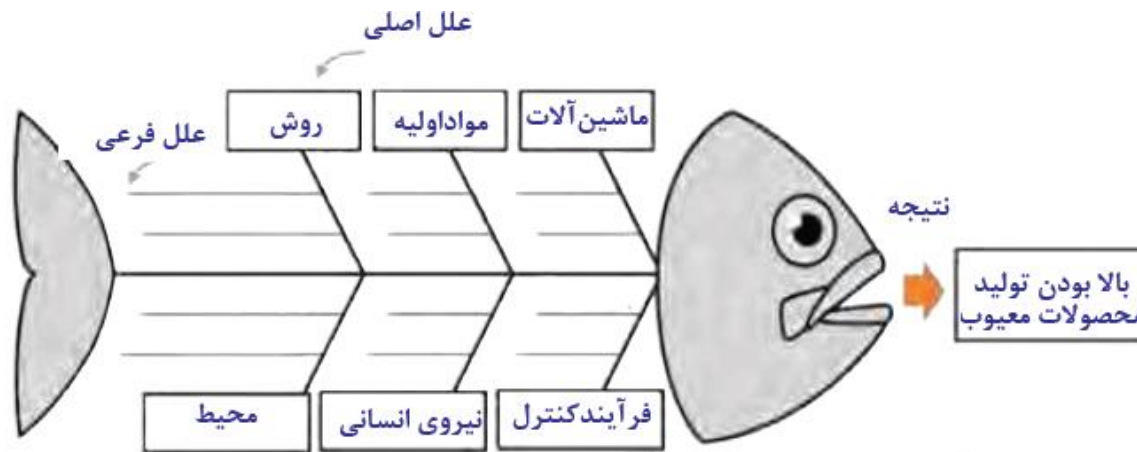 علل اصلی
علل فرعی
ماشین‌آلات
مواداولیه
روش
نتیجه
بالا بودن تولید
محصولات معیوب
فرآیندکنترل
نیروی انسانی
محیط